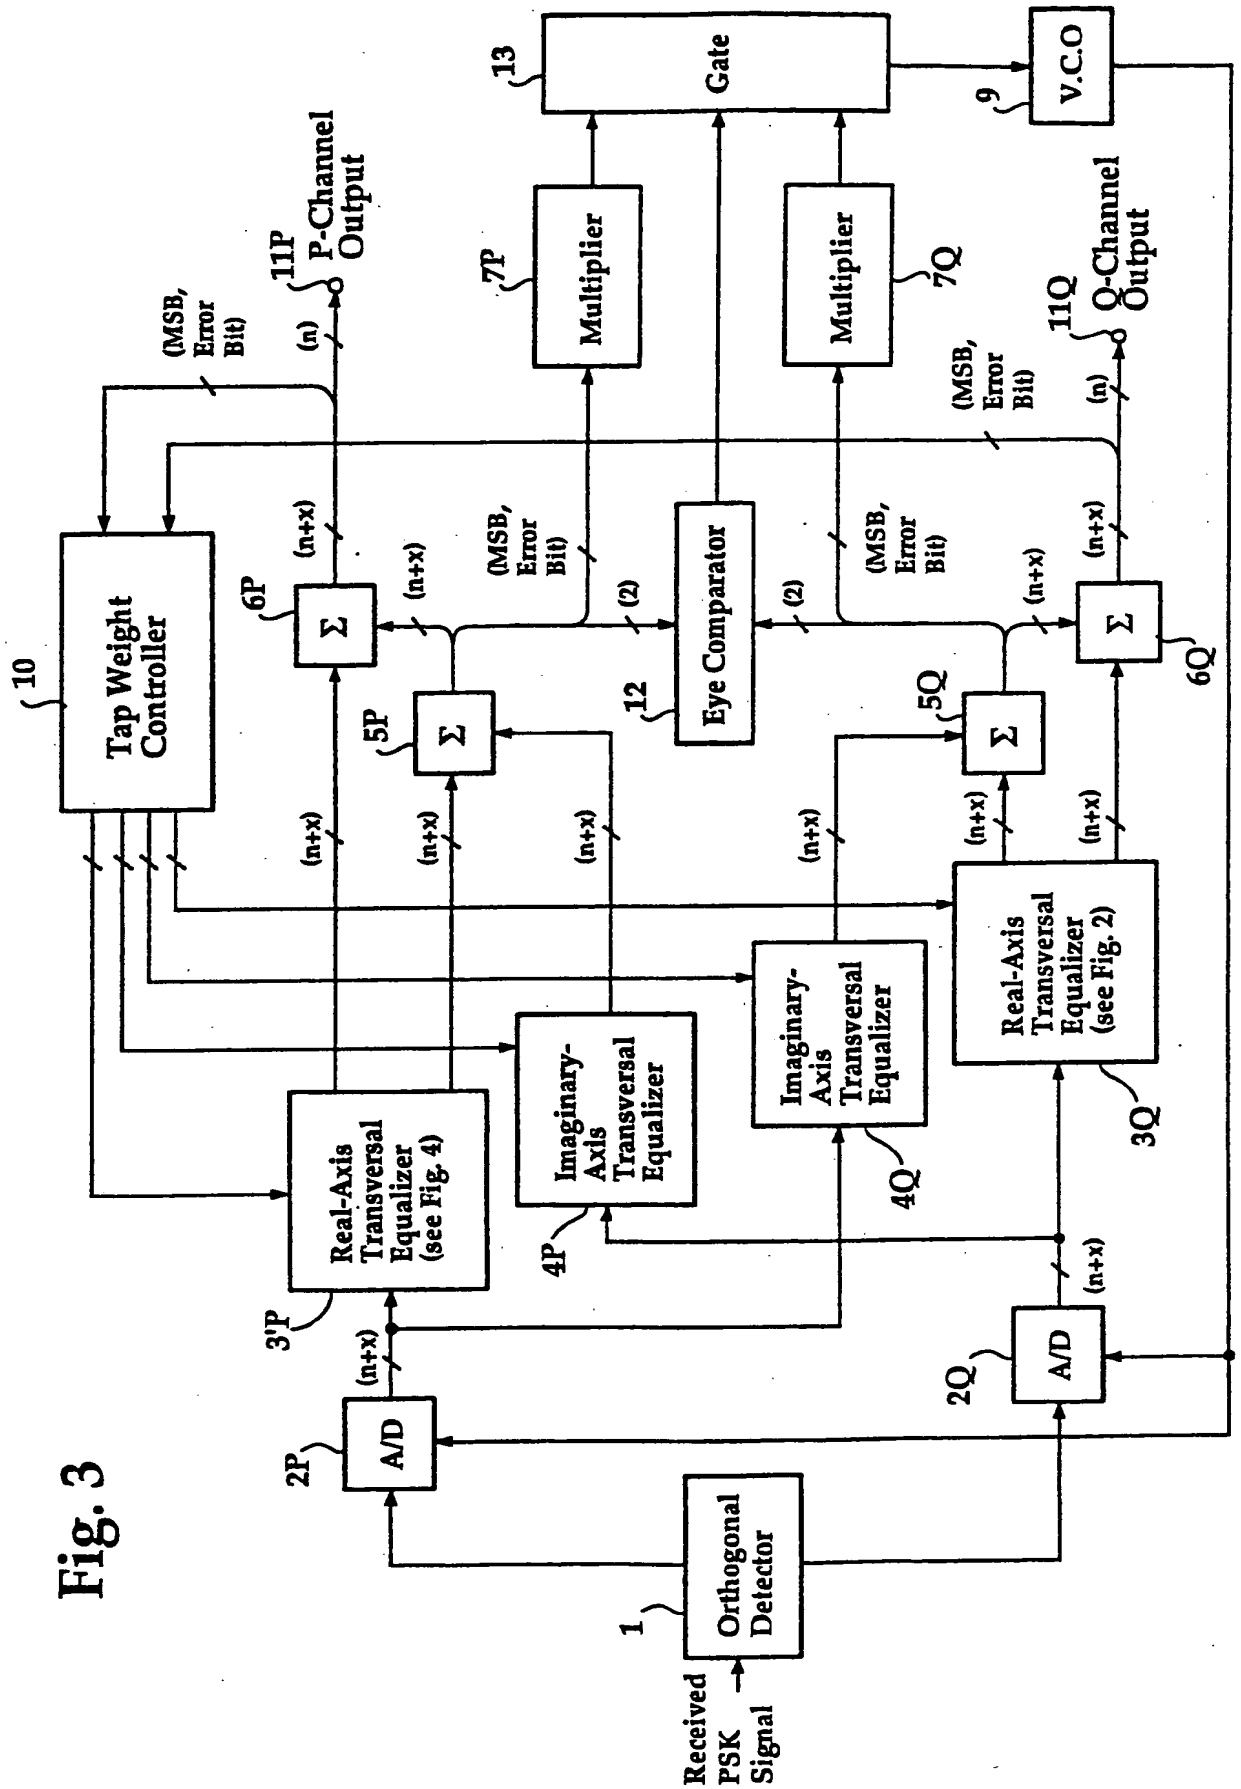 Fig. 3
Received
PSK
Signal
1
Orthogonal
Detector
2P
A/D
(n+x)
2Q
A/D
(n+x)
3'P
Real-Axis
Transversal
Equalizer
(see Fig. 4)
4P
Imaginary-
Axis
Transversal
Equalizer
4Q
Imaginary-
Axis
Transversal
Equalizer
3Q
Real-Axis
Transversal
Equalizer
(see Fig. 2)
10
Tap Weight
Controller
(n+x)
(n+x)
(n+x)
(n+x)
(n+x)
(n+x)
5P
Σ
5Q
Σ
6P
Σ
6Q
Σ
(n+x)
(n+x)
(n+x)
(n+x)
12
Eye Comparator
(2)
(2)
(MSB,
Error
Bit)
(MSB,
Error
Bit)
(MSB,
Error
Bit)
(MSB,
Error
Bit)
(n)
11P
P-Channel
Output
(n)
11Q
Q-Channel
Output
7P
Multiplier
7Q
Multiplier
13
Gate
9
V.C.O